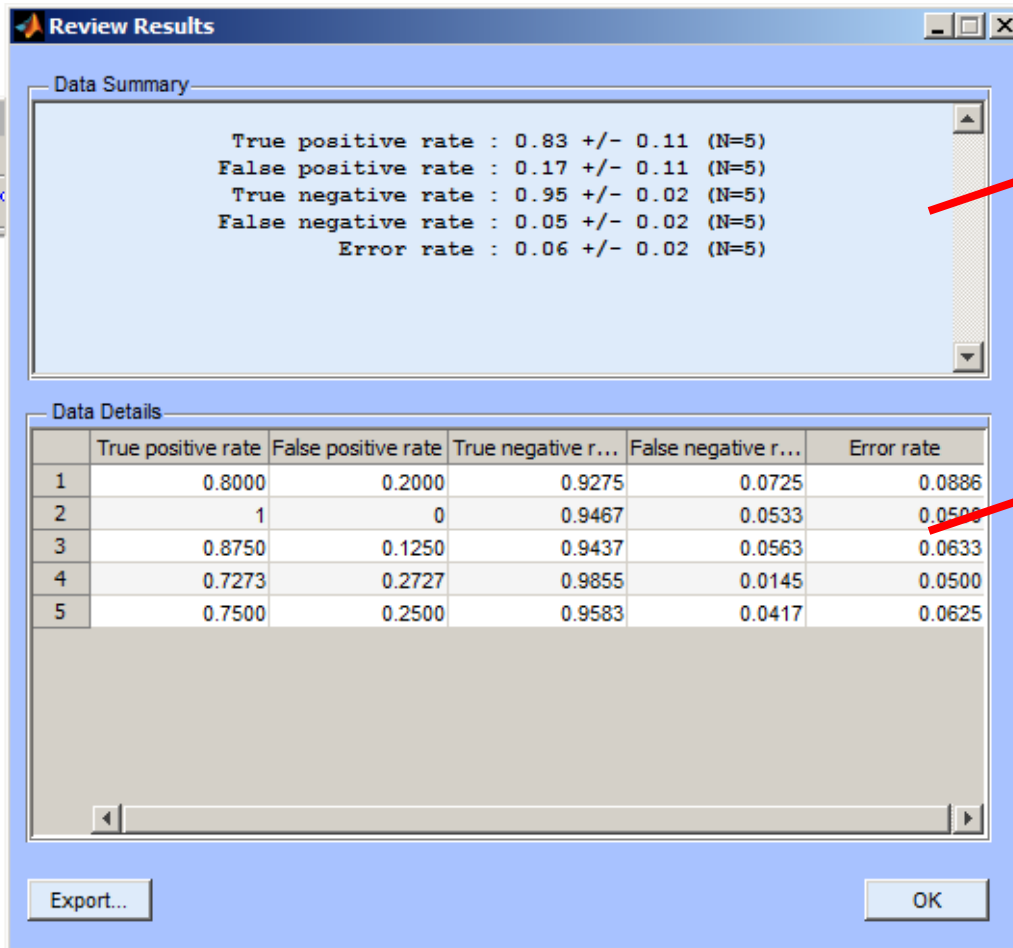 Review Results
Data Summary
True positive rate : 0.83 +/- 0.11 (N=5)
False positive rate : 0.17 +/- 0.11 (N=5)
True negative rate : 0.95 +/- 0.02 (N=5)
False negative rate : 0.05 +/- 0.02 (N=5)
Error rate : 0.06 +/- 0.02 (N=5)
Data Details
True positive rate False positive rate True negative r... False negative r... Error rate
1 0.8000 0.2000 0.9275 0.0725 0.0886
2 1 0 0.9467 0.0533 0.0500
3 0.8750 0.1250 0.9437 0.0563 0.0633
4 0.7273 0.2727 0.9855 0.0145 0.0500
5 0.7500 0.2500 0.9583 0.0417 0.0625
Export... OK